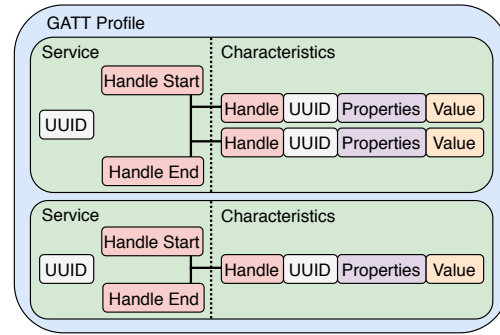 GATT Profile
Service Characteristics
Handle Start
Handle UUID Properties Value
UUID
Handle UUID Properties Value
Handle End
Service Characteristics
Handle Start
UUID Handle UUID Properties Value
Handle End